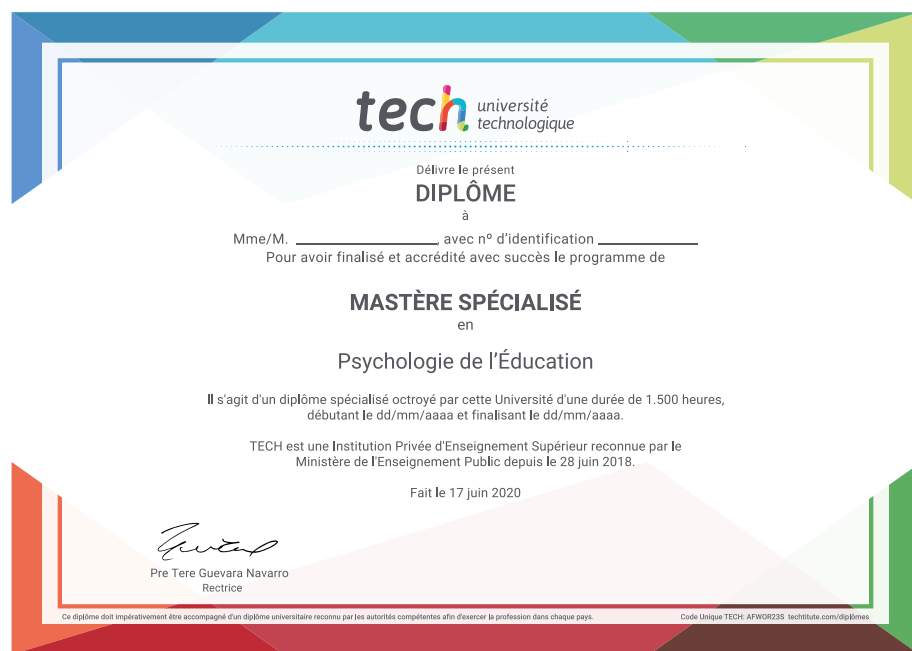 tech université
technologique
Délivre le présent
DIPLÔME
à
Mme/M. ____________________, avec nº d'identification ______________
Pour avoir finalisé et accrédité avec succès le programme de
MASTÈRE SPÉCIALISÉ
en
Psychologie de l'Éducation
Il s'agit d'un diplôme spécialisé octroyé par cette Université d'une durée de 1.500 heures,
débutant le dd/mm/aaaa et finalisant le dd/mm/aaaa.
TECH est une Institution Privée d'Enseignement Supérieur reconnue par le
Ministère de l'Enseignement Public depuis le 28 juin 2018.
Fait le 17 juin 2020
Pre Tere Guevara Navarro
Rectrice
Ce diplôme doit impérativement être accompagné d'un diplôme universitaire reconnu par les autorités compétentes afin d'exercer la profession dans chaque pays.
Code Unique TECH: AFWOR23S techtitute.com/diplômes